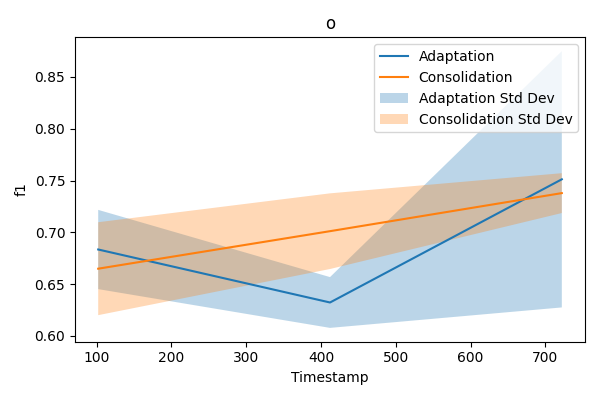 o
Adaptation
Consolidation
Adaptation Std Dev
Consolidation Std Dev
f1
0.85
0.80
0.75
0.70
0.65
0.60
100 200 300 400 500 600 700
Timestamp